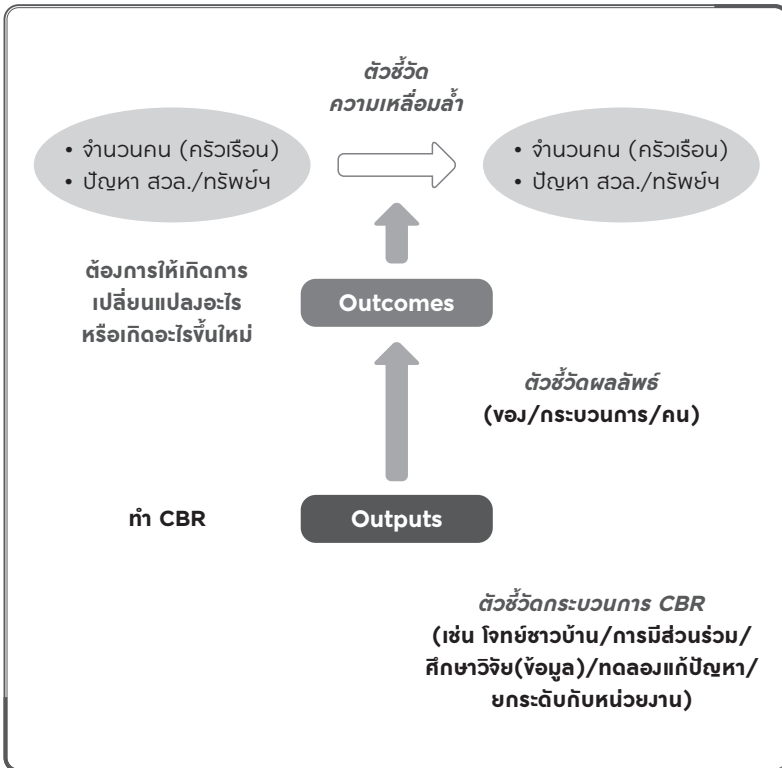 ตัวชี้วัด
ความเหลื่อมล้ำ
• จำนวนคน (ครัวเรือน)
• ปัญหา สวล./ทรัพย์ฯ
• จำนวนคน (ครัวเรือน)
• ปัญหา สวล./ทรัพย์ฯ
ต้องการให้เกิดการ
เปลี่ยนแปลงอะไร
หรือเกิดอะไรขึ้นใหม่
Outcomes
ตัวชี้วัดผลลัพธ์
(ของ/กระบวนการ/คน)
ทำ CBR
Outputs
ตัวชี้วัดกระบวนการ CBR
(เช่น โจทย์ชาวบ้าน/การมีส่วนร่วม/
ศึกษาวิจัย(ข้อมูล)/ทดลองแก้ปัญหา/
ยกระดับกับหน่วยงาน)